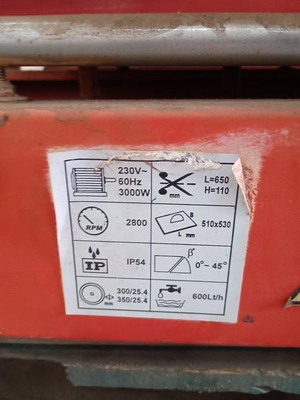 230V~
60Hz
3000W
mm
L=650
H=110
RPM
2800
B
L mm
510x530
IP
IP54
β
0°~ 45°
mm
300/25.4
350/25.4
600Lt/h